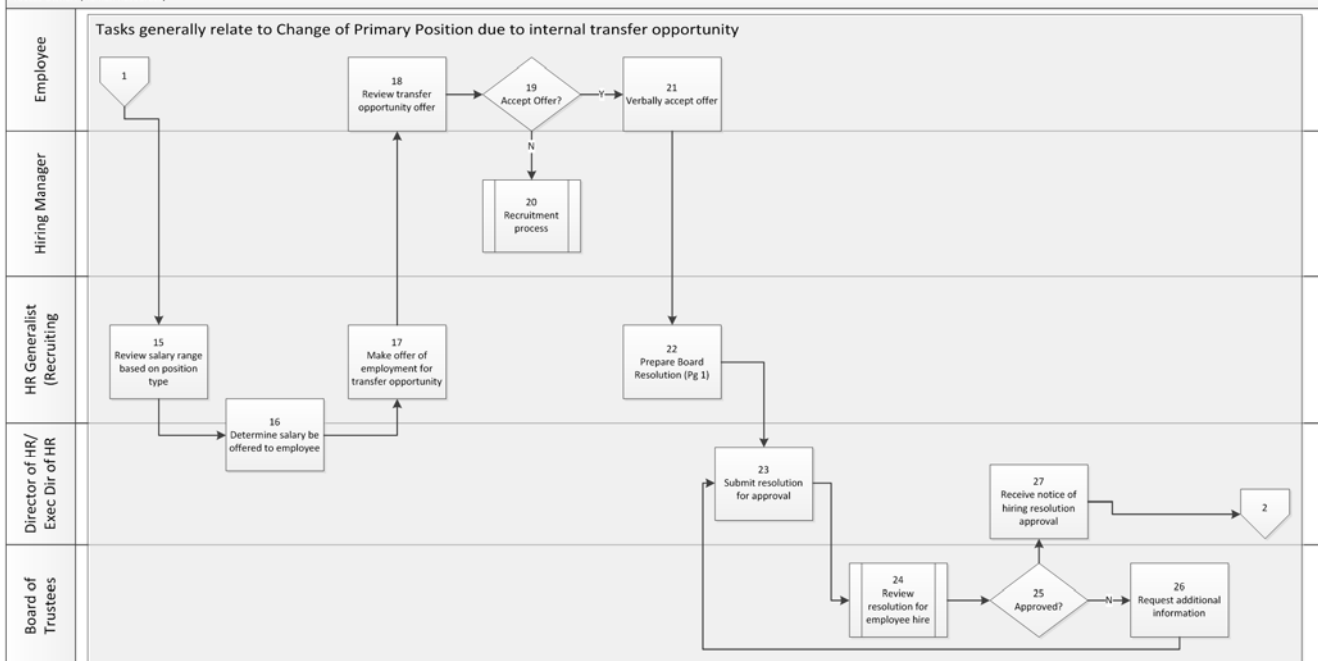 Tasks generally relate to Change of Primary Position due to internal transfer opportunity
Employee
1
18
Review transfer
opportunity offer
19
Accept Offer?
Y
21
Verbally accept offer
N
Hiring Manager
20
Recruitment
process
HR Generalist
(Recruiting
15
Review salary range
based on position
type
17
Make offer of
employment for
transfer opportunity
22
Prepare Board
Resolution (Pg 1)
16
Determine salary be
offered to employee
Director of HR/
Exec Dir of HR
23
Submit resolution
for approval
27
Receive notice of
hiring resolution
approval
2
Board of
Trustees
24
Review
resolution for
employee hire
25
Approved?
N
26
Request additional
information